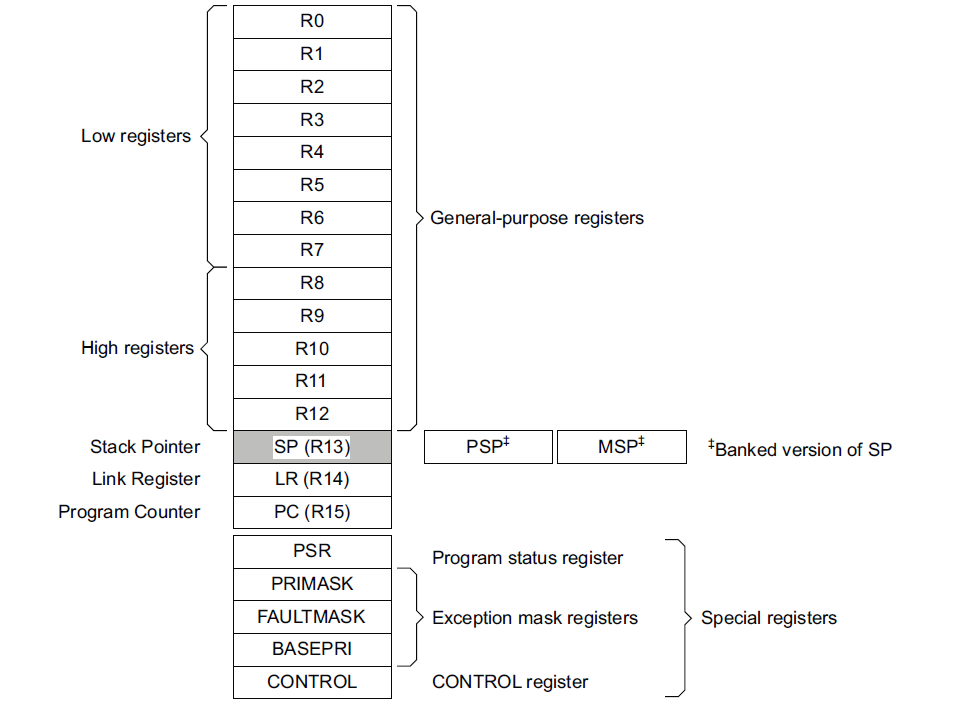 R0
R1
R2
R3
Low registers
R4
R5
R6
General-purpose registers
R7
R8
R9
High registers
R10
R11
R12
Stack Pointer SP (R13) PSP‡ MSP‡ ‡Banked version of SP
Link Register LR (R14)
Program Counter PC (R15)
PSR Program status register
PRIMASK
FAULTMASK Exception mask registers Special registers
BASEPRI
CONTROL CONTROL register